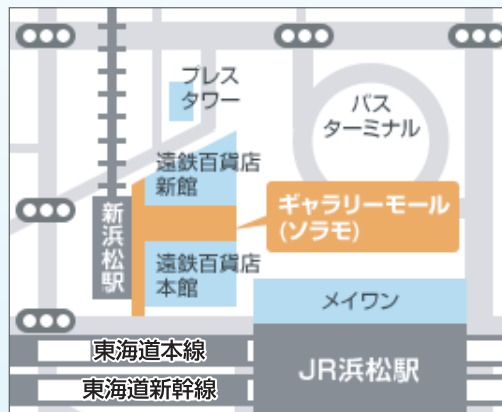 プレス
タワー
バス
ターミナル
遠鉄百貨店
新館
新浜松駅
ギャラリーモール
(ソラモ)
遠鉄百貨店
本館
メイワン
東海道本線
JR浜松駅
東海道新幹線